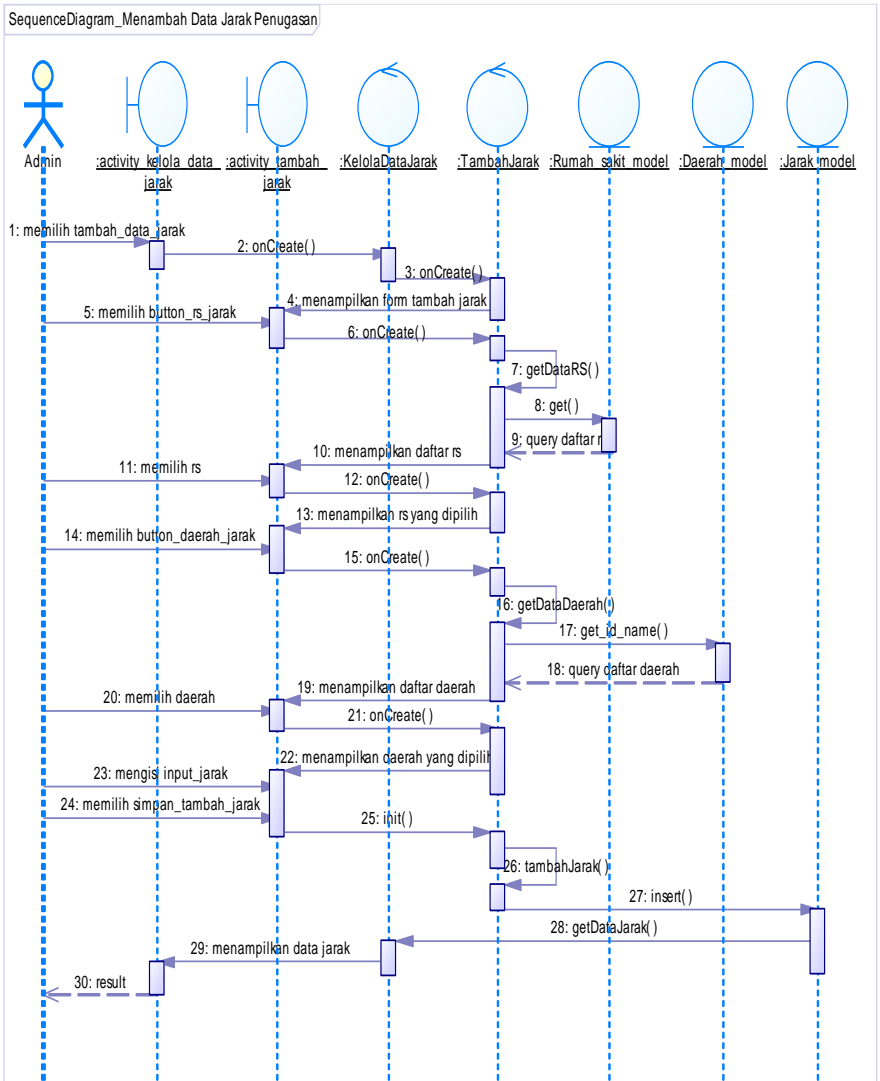 SequenceDiagram_Menambah Data Jarak Penugasan
Admin
:activity_kelola_data_
jarak
:activity_tambah_
jarak
:KelolaDataJarak
:TambahJarak
:Rumah_sakit_model
:Daerah_model
:Jarak_model
1: memilih tambah_data_jarak
2: onCreate( )
3: onCreate( )
4: menampilkan form tambah jarak
5: memilih button_rs_jarak
6: onCreate( )
7: getDataRS( )
8: get( )
9: query daftar r
10: menampilkan daftar rs
11: memilih rs
12: onCreate( )
13: menampilkan rs yang dipilih
14: memilih button_daerah_jarak
15: onCreate( )
16: getDataDaerah( )
17: get_id_name( )
18: query daftar daerah
19: menampilkan daftar daerah
20: memilih daerah
21: onCreate( )
22: menampilkan daerah yang dipilih
23: mengisi input_jarak
24: memilih simpan_tambah_jarak
25: init( )
26: tambahJarak( )
27: insert( )
28: getDataJarak( )
29: menampilkan data jarak
30: result